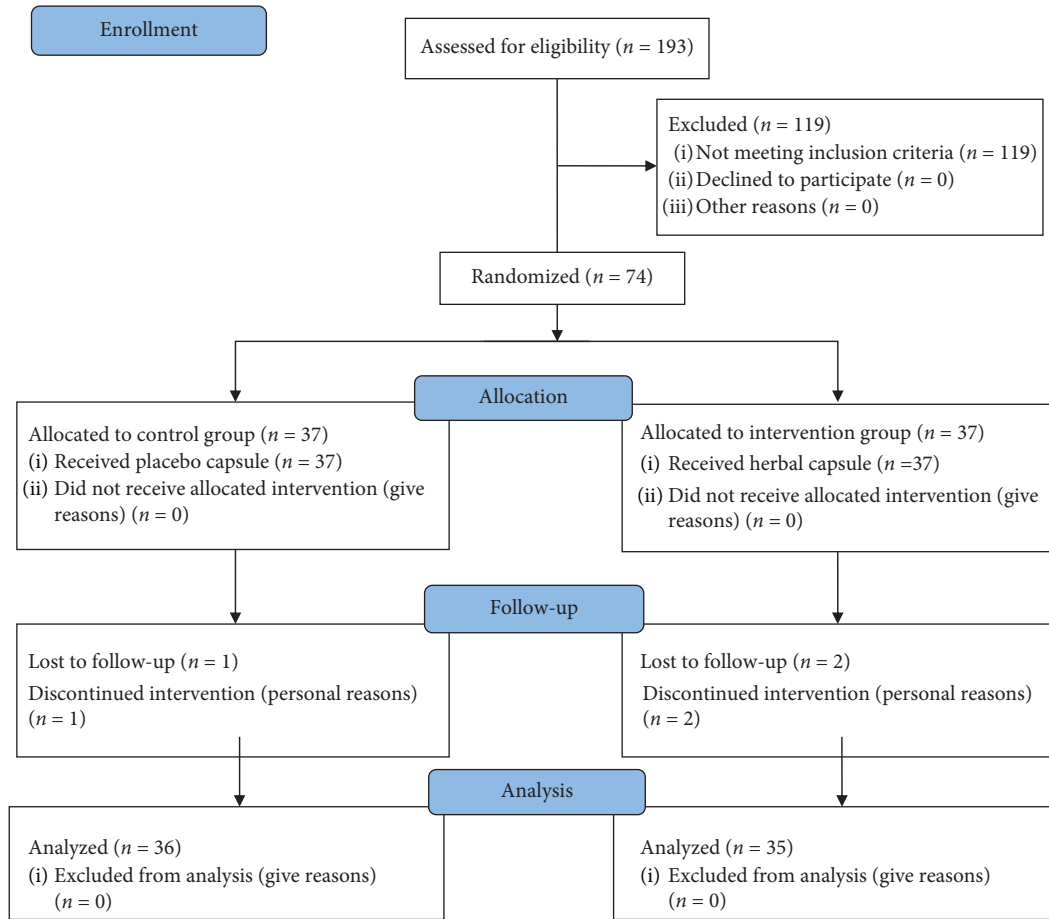 Enrollment
Assessed for eligibility (n = 193)
Excluded (n = 119)
(i) Not meeting inclusion criteria (n = 119)
(ii) Declined to participate (n = 0)
(iii) Other reasons (n = 0)
Randomized (n = 74)
Allocation
Allocated to control group (n = 37)
(i) Received placebo capsule (n = 37)
(ii) Did not receive allocated intervention (give
reasons) (n = 0)
Allocated to intervention group (n = 37)
(i) Received herbal capsule (n =37)
(ii) Did not receive allocated intervention (give
reasons) (n = 0)
Follow-up
Lost to follow-up (n = 1)
Discontinued intervention (personal reasons)
(n = 1)
Lost to follow-up (n = 2)
Discontinued intervention (personal reasons)
(n = 2)
Analysis
Analyzed (n = 36)
(i) Excluded from analysis (give reasons)
(n = 0)
Analyzed (n = 35)
(i) Excluded from analysis (give reasons)
(n = 0)